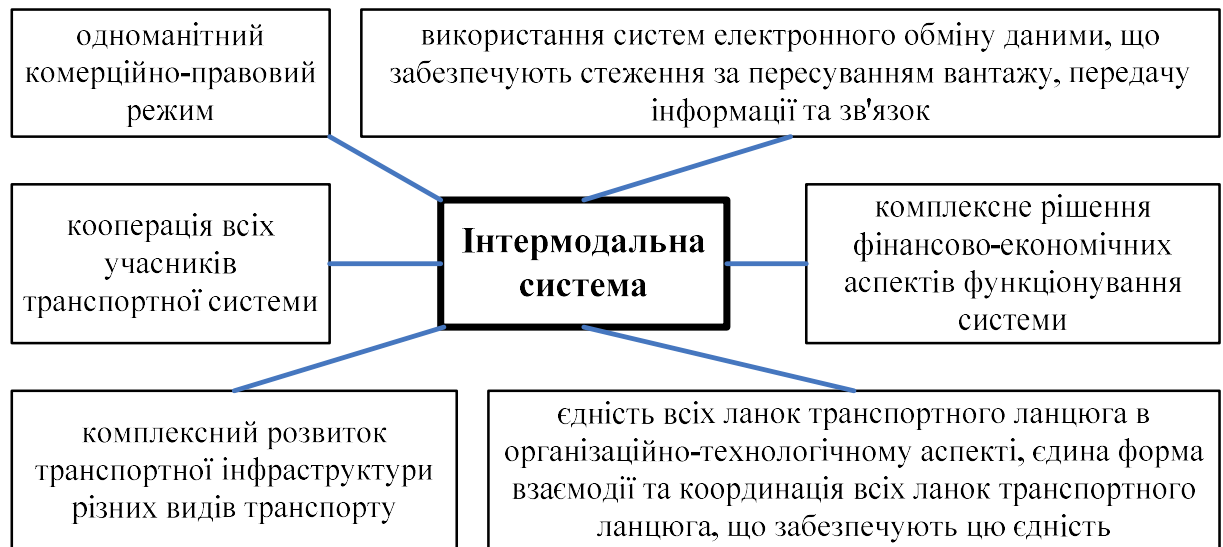 одноманітний
комерційно-правовий
режим
використання систем електронного обміну даними, що
забезпечують стеження за пересуванням вантажу, передачу
інформації та зв'язок
кооперація всіх
учасників
транспортної системи
Інтермодальна
система
комплексне рішення
фінансово-економічних
аспектів функціонування
системи
комплексний розвиток
транспортної інфраструктури
різних видів транспорту
єдність всіх ланок транспортного ланцюга в
організаційно-технологічному аспекті, єдина форма
взаємодії та координація всіх ланок транспортного
ланцюга, що забезпечують цю єдність